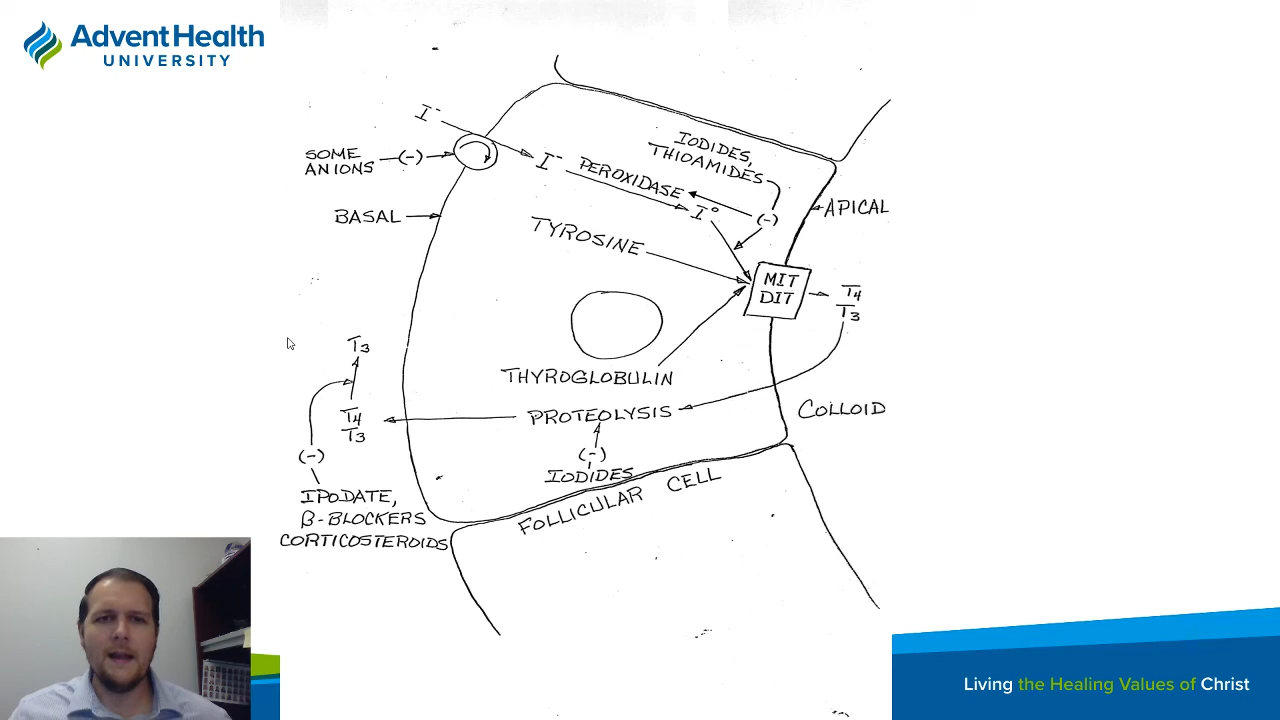 AdventHealth
UNIVERSITY
I⁻
SOME
ANIONS
(-)
I⁻
PEROXIDASE
I°
IODIDES,
THIOAMIDES
(-)
APICAL
BASAL
TYROSINE
MIT
DIT
T4
T3
THYROGLOBULIN
COLLOID
PROTEOLYSIS
(-)
IODIDES
T3
T4
T3
(-)
IPODATE,
β-BLOCKERS
CORTICOSTEROIDS
FOLLICULAR CELL
Living the Healing Values of Christ